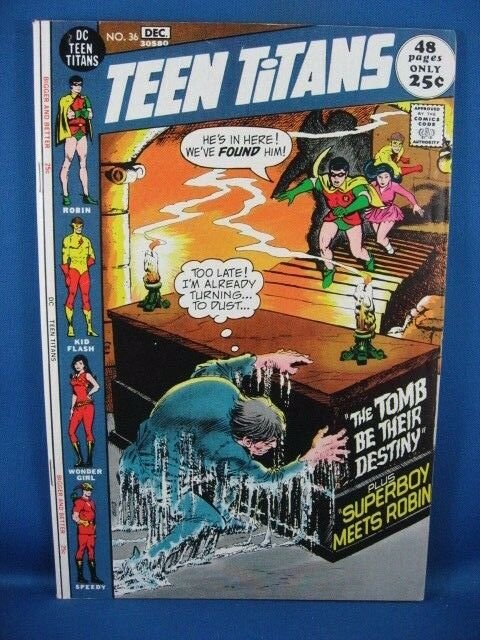 DC
TEEN
TITANS
NO. 36 DEC.
30580
TEEN TITANS
48
pages
ONLY
25¢
APPROVED
BY THE
COMICS
CODE
AUTHORITY
HE'S IN HERE!
WE'VE FOUND HIM!
TOO LATE!
I'M ALREADY
TURNING...
TO DUST...
"THE TOMB
BE THEIR
DESTINY"
PLUS
"SUPERBOY
MEETS ROBIN
BIGGER AND BETTER 25¢
DC TEEN TITANS
BIGGER AND BETTER 25¢
ROBIN
KID
FLASH
WONDER
GIRL
SPEEDY